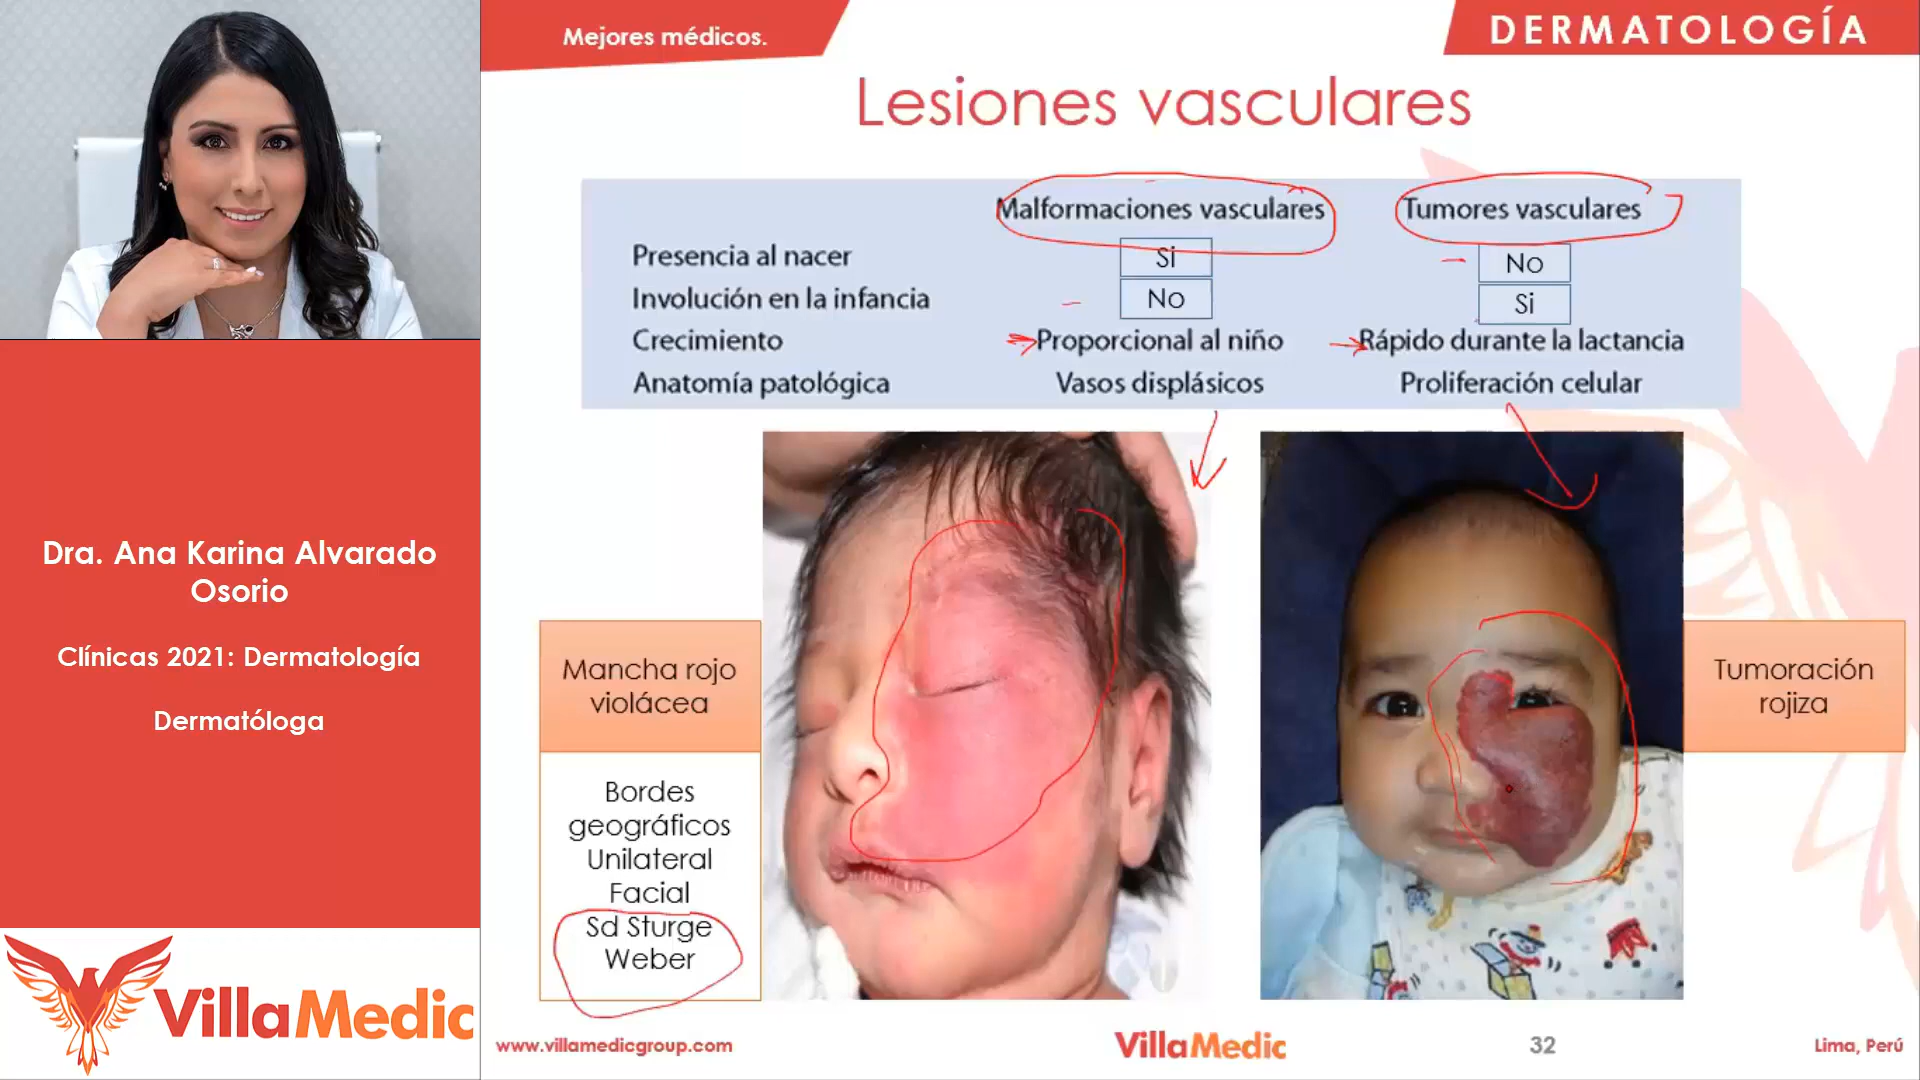 Mejores médicos.
DERMATOLOGÍA
Lesiones vasculares
Malformaciones vasculares Tumores vasculares
Presencia al nacer Si No
Involución en la infancia No Si
Crecimiento Proporcional al niño Rápido durante la lactancia
Anatomía patológica Vasos displásicos Proliferación celular
Dra. Ana Karina Alvarado
Osorio
Clínicas 2021: Dermatología
Dermatóloga
Mancha rojo
violácea
Bordes
geográficos
Unilateral
Facial
Sd Sturge
Weber
Tumoración
rojiza
VillaMedic
www.villamedicgroup.com
VillaMedic
32
Lima, Perú